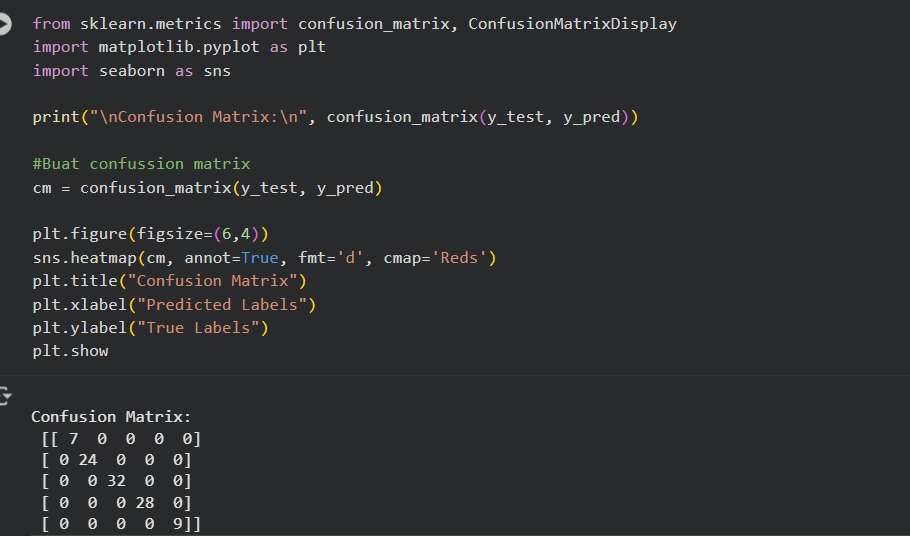 from sklearn.metrics import confusion_matrix, ConfusionMatrixDisplay
import matplotlib.pyplot as plt
import seaborn as sns
print("\nConfusion Matrix:\n", confusion_matrix(y_test, y_pred))
#Buat confussion matrix
cm = confusion_matrix(y_test, y_pred)
plt.figure(figsize=(6,4))
sns.heatmap(cm, annot=True, fmt='d', cmap='Reds')
plt.title("Confusion Matrix")
plt.xlabel("Predicted Labels")
plt.ylabel("True Labels")
plt.show
Confusion Matrix:
[[ 7  0  0  0  0]
[ 0 24  0  0  0]
[ 0  0 32  0  0]
[ 0  0  0 28  0]
[ 0  0  0  0  9]]